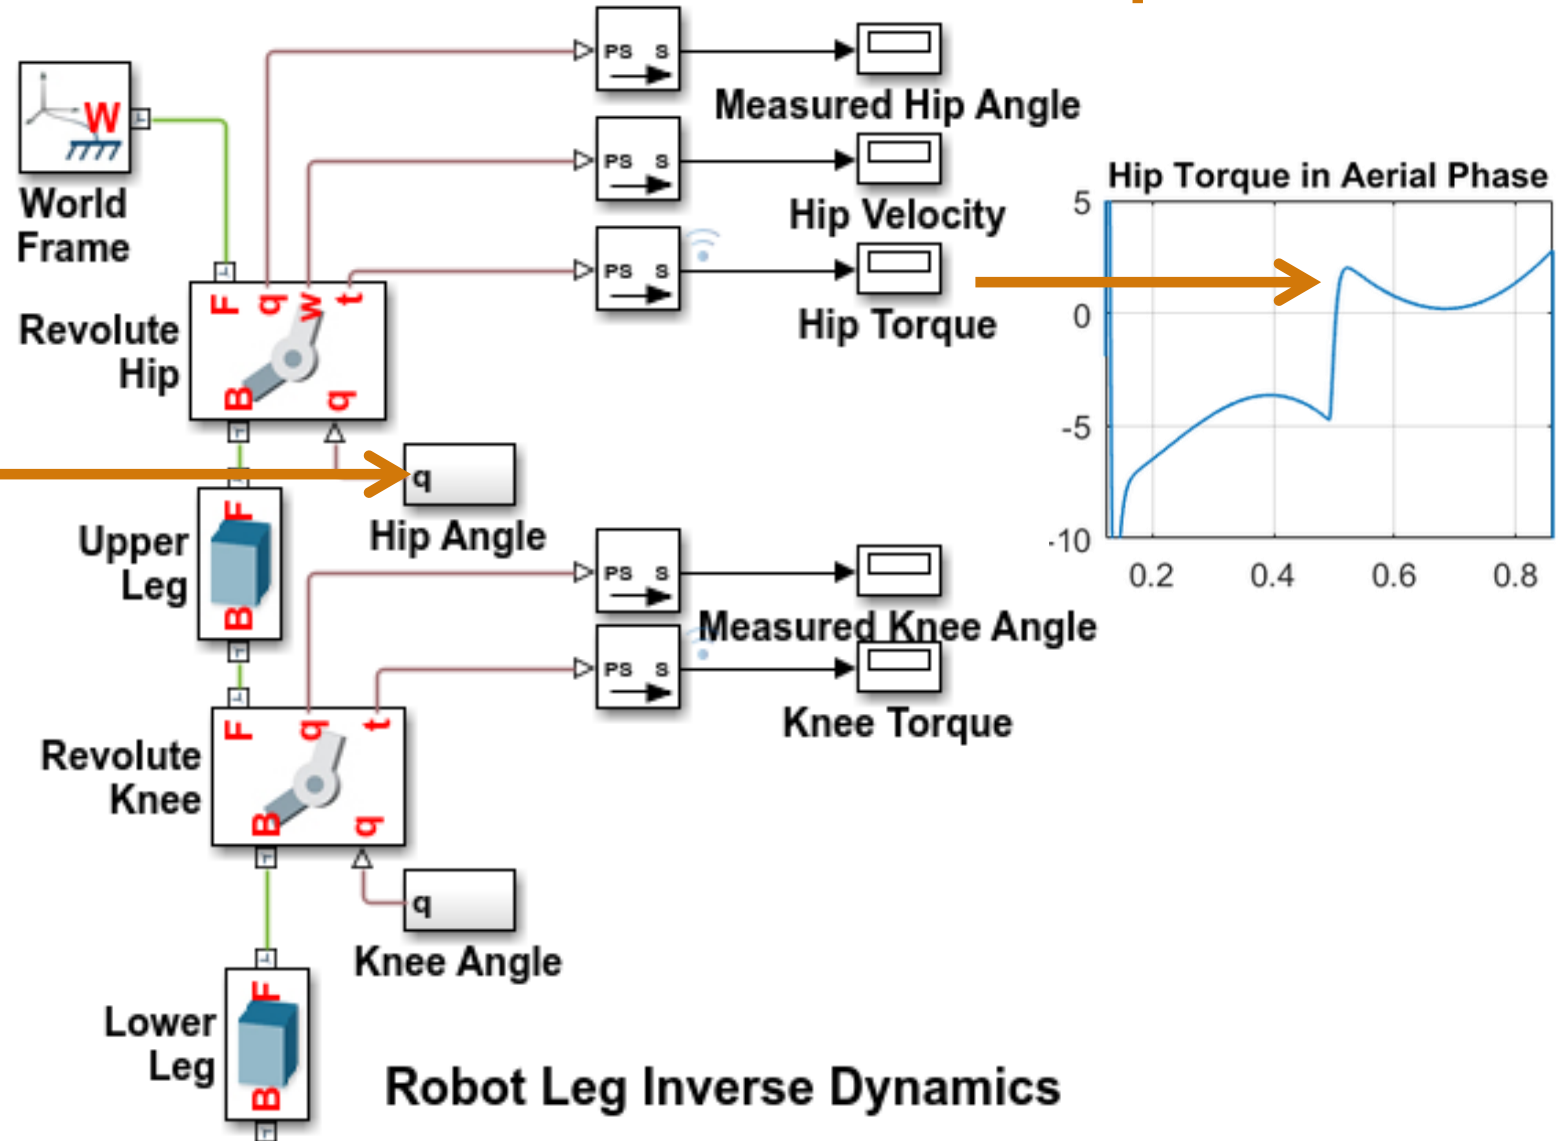 W
World
Frame
PS S
Measured Hip Angle
PS S
Hip Velocity
PS S
Hip Torque
F q w t
Revolute
Hip
B q
q
Hip Angle
F
Upper
Leg
B
PS S
Measured Knee Angle
PS S
Knee Torque
F q t
Revolute
Knee
B q
q
Knee Angle
F
Lower
Leg
B
Robot Leg Inverse Dynamics
Hip Torque in Aerial Phase
5
0
-5
-10
0.2 0.4 0.6 0.8